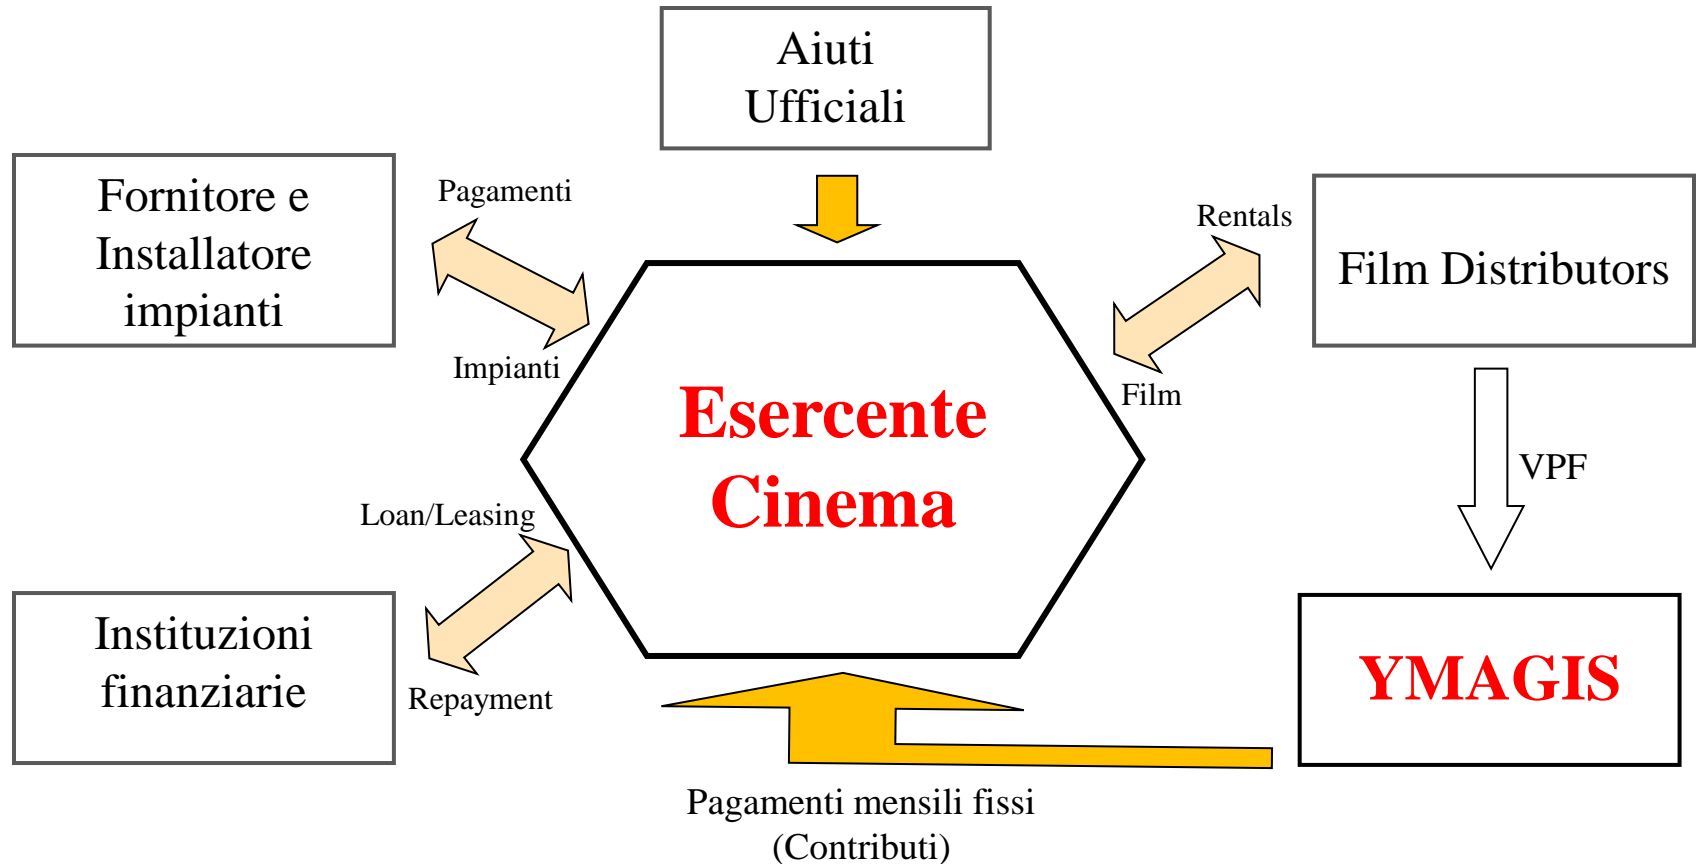 Aiuti
Ufficiali
Fornitore e
Installatore
impianti
Pagamenti
Impianti
Rentals
Film
Film Distributors
Esercente
Cinema
VPF
Loan/Leasing
Repayment
Instituzioni
finanziarie
YMAGIS
Pagamenti mensili fissi
(Contributi)